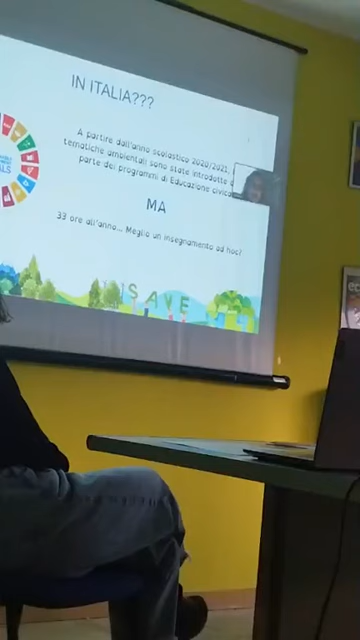 IN ITALIA???
A partire dall'anno scolastico 2020/2021,
tematiche ambientali sono state introdotte
parte dei programmi di Educazione civica
MA
33 ore all'anno... Meglio un insegnamento ad hoc!
SAVE
ALS